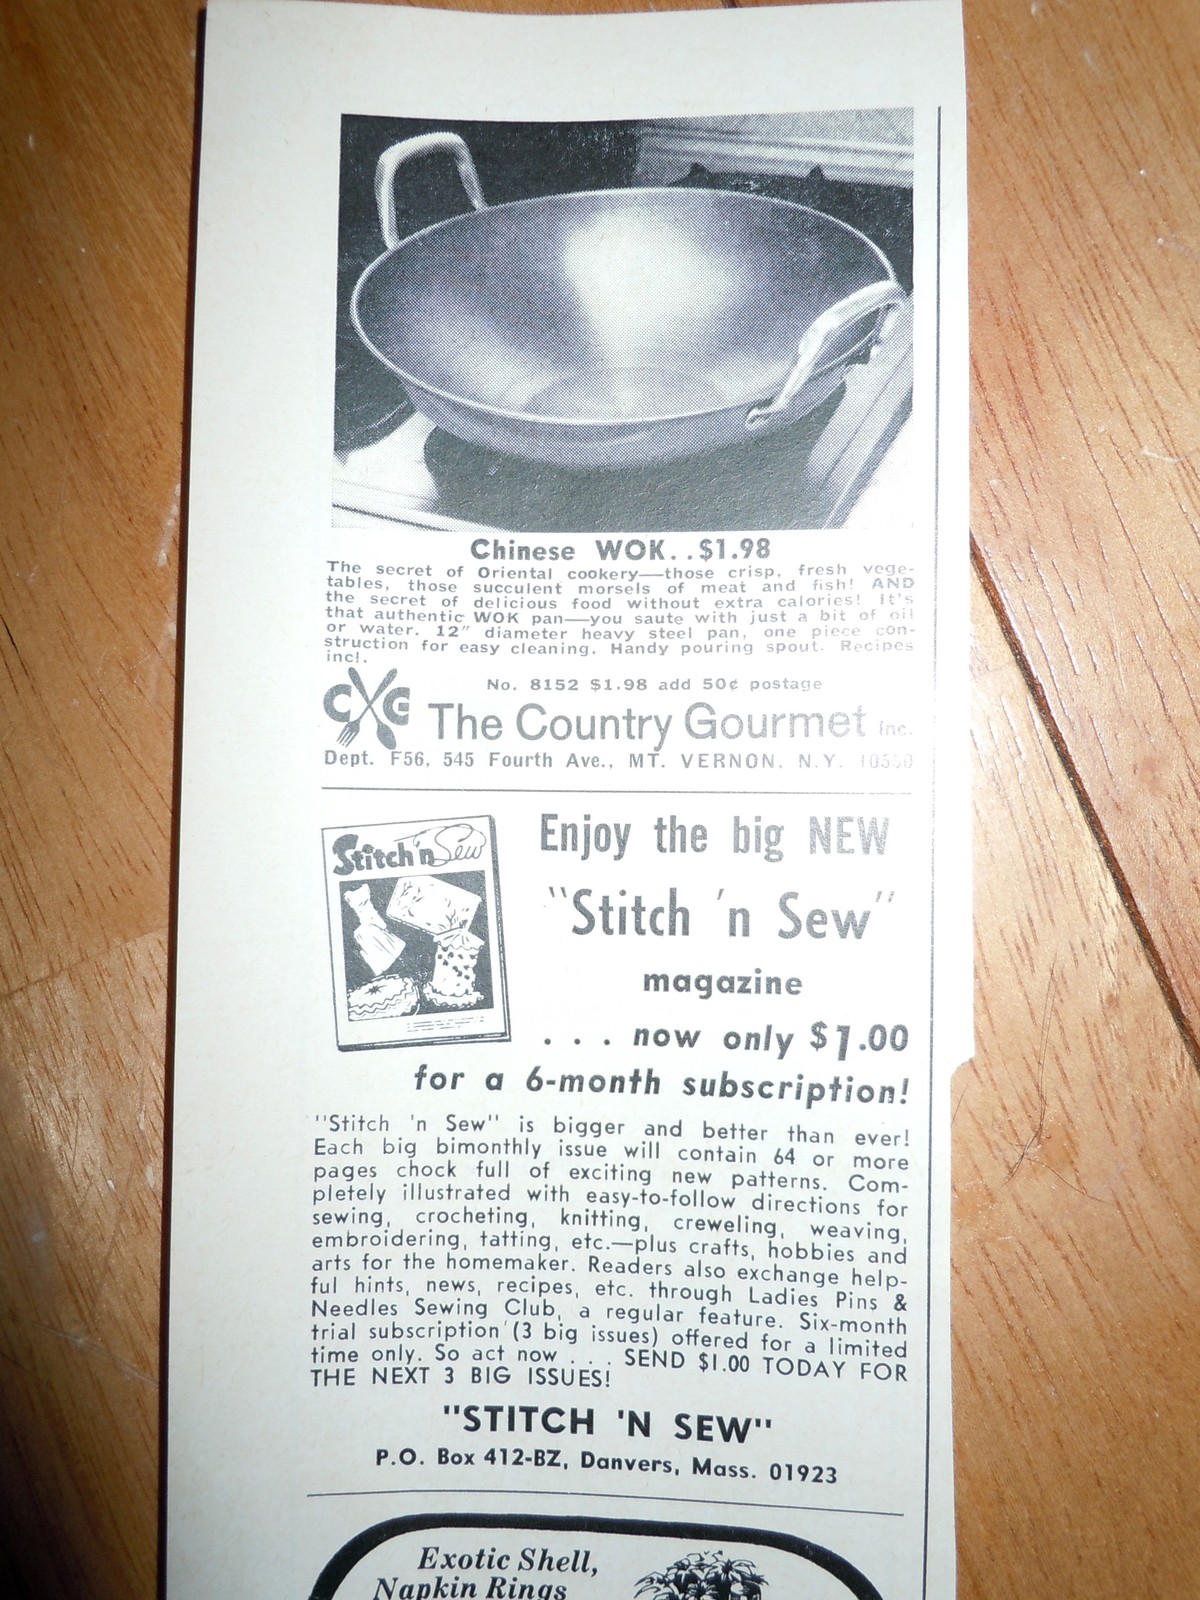 Chinese WOK..$1.98
The secret of Oriental cookery—those crisp, fresh vege-
tables, those succulent morsels of meat and fish! AND
the secret of delicious food without extra calories! It's
that authentic WOK pan—you saute with just a bit of oil
or water. 12" diameter heavy steel pan, one piece con-
struction for easy cleaning. Handy pouring spout. Recipes
incl.
No. 8152 $1.98 add 50¢ postage
CG The Country Gourmet Inc.
Dept. F56, 545 Fourth Ave., MT. VERNON, N.Y. 10550
Stitch 'n Sew
Enjoy the big NEW
"Stitch 'n Sew"
magazine
. . . now only $1.00
for a 6-month subscription!
"Stitch 'n Sew" is bigger and better than ever!
Each big bimonthly issue will contain 64 or more
pages chock full of exciting new patterns. Com-
pletely illustrated with easy-to-follow directions for
sewing, crocheting, knitting, creweling, weaving,
embroidering, tatting, etc.—plus crafts, hobbies and
arts for the homemaker. Readers also exchange help-
ful hints, news, recipes, etc. through Ladies Pins &
Needles Sewing Club, a regular feature. Six-month
trial subscription (3 big issues) offered for a limited
time only. So act now . . . SEND $1.00 TODAY FOR
THE NEXT 3 BIG ISSUES!
"STITCH 'N SEW"
P.O. Box 412-BZ, Danvers, Mass. 01923
Exotic Shell,
Napkin Rings